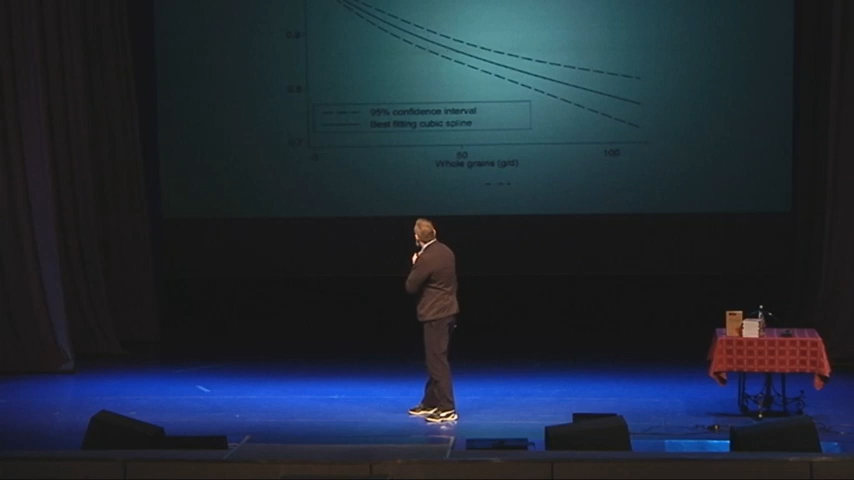 0.8
95% confidence interval
Best fitting cubic spline
0.7
0
50
100
Whole grains (g/d)